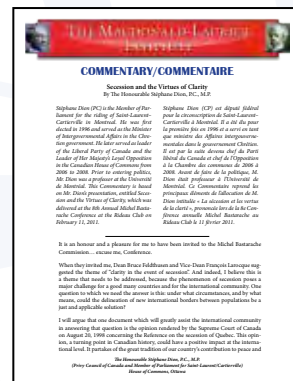 THE MACDONALD-LAURIER
INSTITUTE
COMMENTARY/COMMENTAIRE
Secession and the Virtues of Clarity
By The Honourable Stéphane Dion, P.C., M.P.
Stéphane Dion (PC) is the Member of Par-
liament for the riding of Saint-Laurent-
Cartierville in Montreal. He was first
elected in 1996 and served as the Minister
of Intergovernmental Affairs in the Chré-
tien government. He later served as leader
of the Liberal Party of Canada and the
Leader of Her Majesty's Loyal Opposition
in the Canadian House of Commons from
2006 to 2008. Prior to entering politics,
Mr. Dion was a professor at the Université
de Montréal. This Commentary is based
on Mr. Dion's presentation, entitled Seces-
sion and the Virtues of Clarity, which was
delivered at the 8th Annual Michel Basta-
rache Conference at the Rideau Club on
February 11, 2011.
Stéphane Dion (CP) est député fédéral
pour la circonscription de Saint-Laurent–
Cartierville à Montréal. Il a été élu pour
la première fois en 1996 et a servi en tant
que ministre des Affaires intergouverne-
mentales dans le gouvernement Chrétien.
Il est par la suite devenu chef du Parti
libéral du Canada et chef de l'Opposition
à la Chambre des communes de 2006 à
2008. Avant de faire de la politique, M.
Dion était professeur à l'Université de
Montréal. Ce Commentaire reprend les
principaux éléments de l'allocution de M.
Dion intitulée « La sécession et les vertus
de la clarté », prononcée lors de la 8e Con-
férence annuelle Michel Bastarache au
Rideau Club le 11 février 2011.
It is an honour and a pleasure for me to have been invited to the Michel Bastarache
Commission… excuse me, Conference.
When they invited me, Dean Bruce Feldthusen and Vice-Dean François Larocque sug-
gested the theme of "clarity in the event of secession". And indeed, I believe this is
a theme that needs to be addressed, because the phenomenon of secession poses a
major challenge for a good many countries and for the international community. One
question to which we need the answer is this: under what circumstances, and by what
means, could the delineation of new international borders between populations be a
just and applicable solution?
I will argue that one document which will greatly assist the international community
in answering that question is the opinion rendered by the Supreme Court of Canada
on August 20, 1998 concerning the Reference on the secession of Quebec. This opin-
ion, a turning point in Canadian history, could have a positive impact at the interna-
tional level. It partakes of the great tradition of our country's contribution to peace and
The Honourable Stéphane Dion, P.C., M.P.
(Privy Council of Canada and Member of Parliament for Saint-Laurent/Cartierville)
House of Commons, Ottawa